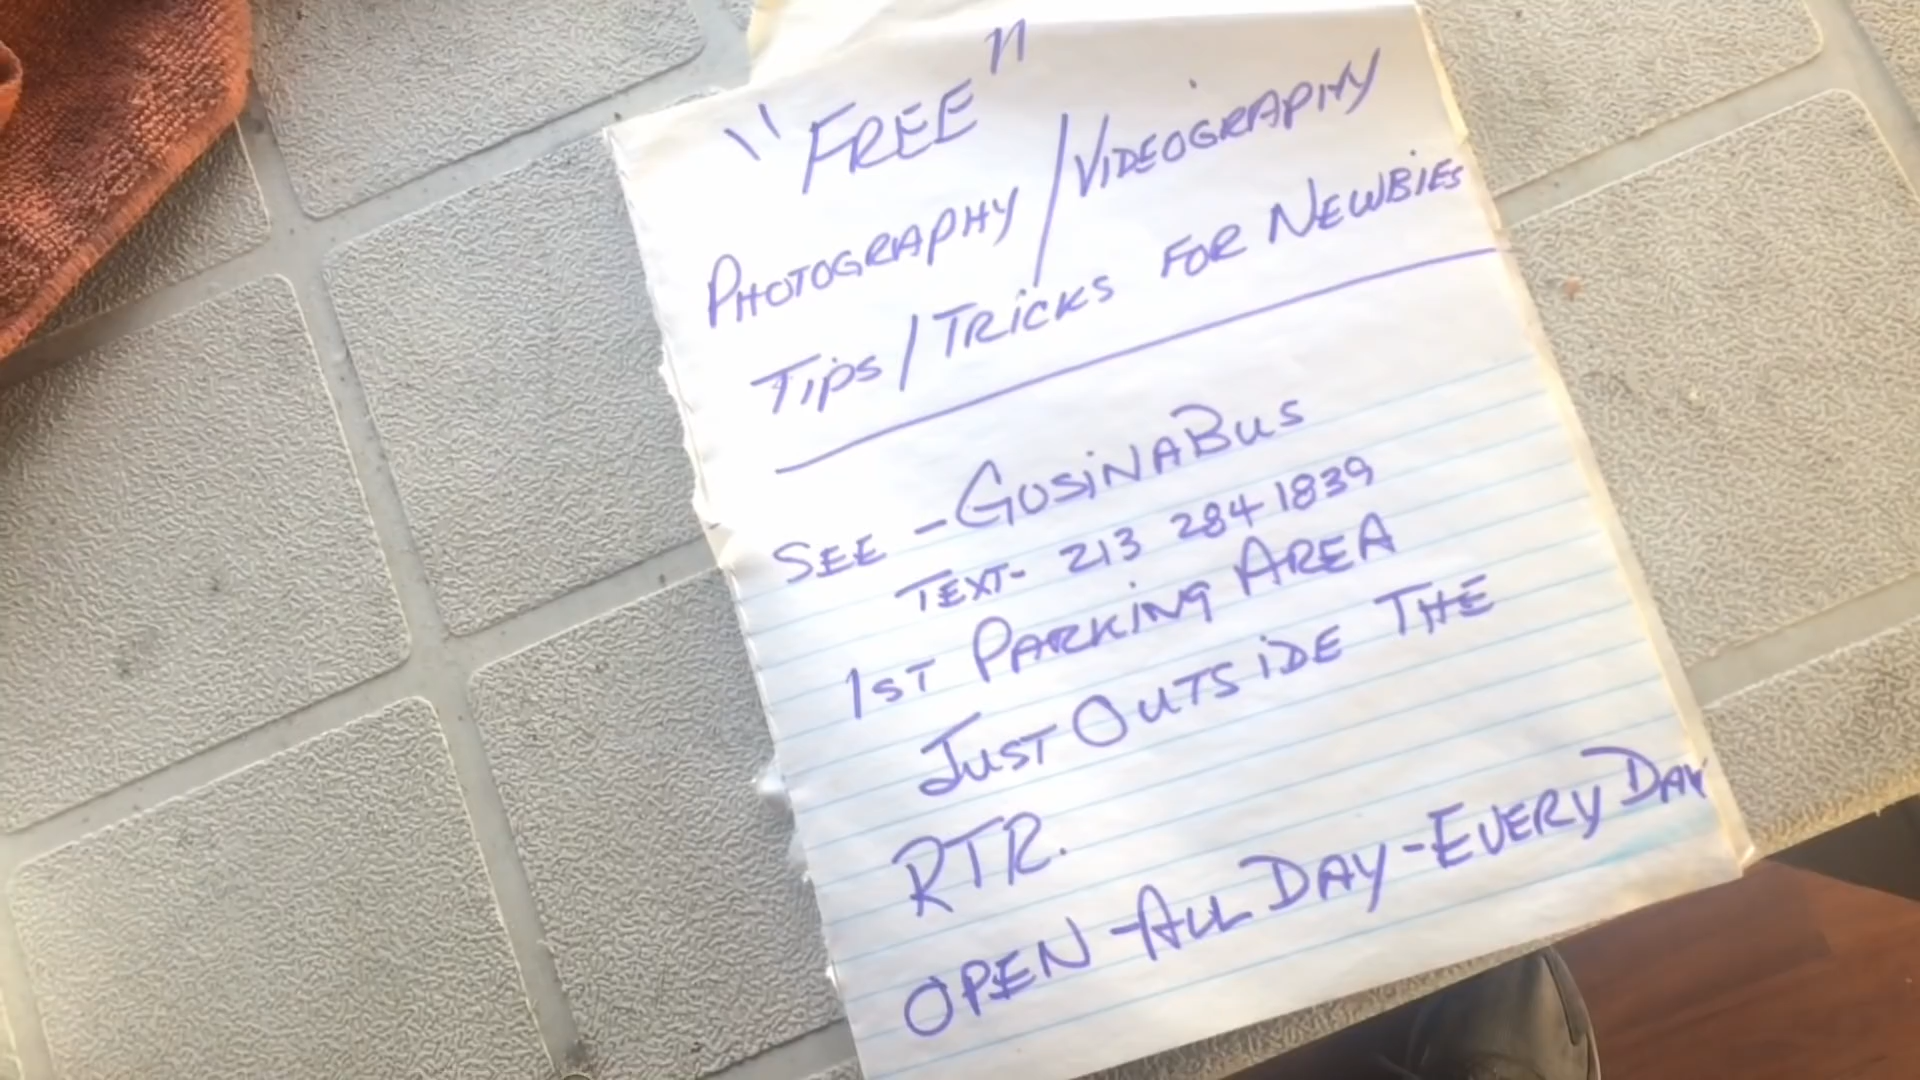 "FREE"
PHOTOGRAPHY/VIDEOGRAPHY
TIPS/TRICKS FOR NEWBIES
SEE - GUSINABUS
TEXT- 213 284 1839
1ST PARKING AREA
JUST OUTSIDE THE
RTR.
OPEN-ALL DAY-EVERY DAY